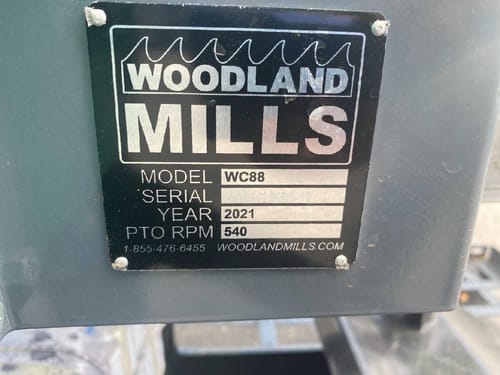 WOODLAND
MILLS
MODEL WC88
SERIAL
YEAR 2021
PTO RPM 540
1-855-476-6455 WOODLANDMILLS.COM